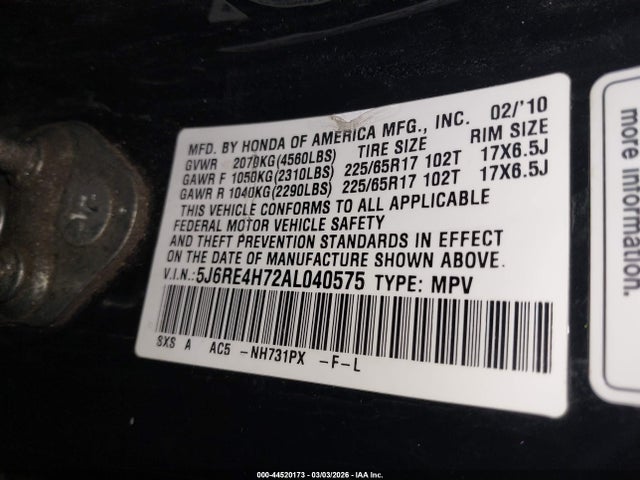 MFD. BY HONDA OF AMERICA MFG., INC. 02/'10
GVWR 2070KG(4560LBS) TIRE SIZE RIM SIZE
GAWR F 1050KG(2310LBS) 225/65R17 102T 17X6.5J
GAWR R 1040KG(2290LBS) 225/65R17 102T 17X6.5J
THIS VEHICLE CONFORMS TO ALL APPLICABLE
FEDERAL MOTOR VEHICLE SAFETY
AND THEFT PREVENTION STANDARDS IN EFFECT
ON THE DATE OF MANUFACTURE SHOWN ABOVE.
V.I.N.: 5J6RE4H72AL040575 TYPE: MPV
SXS A AC5 -NH731PX -F-L
more information.
000-44520173 - 03/03/2026 - IAA Inc.